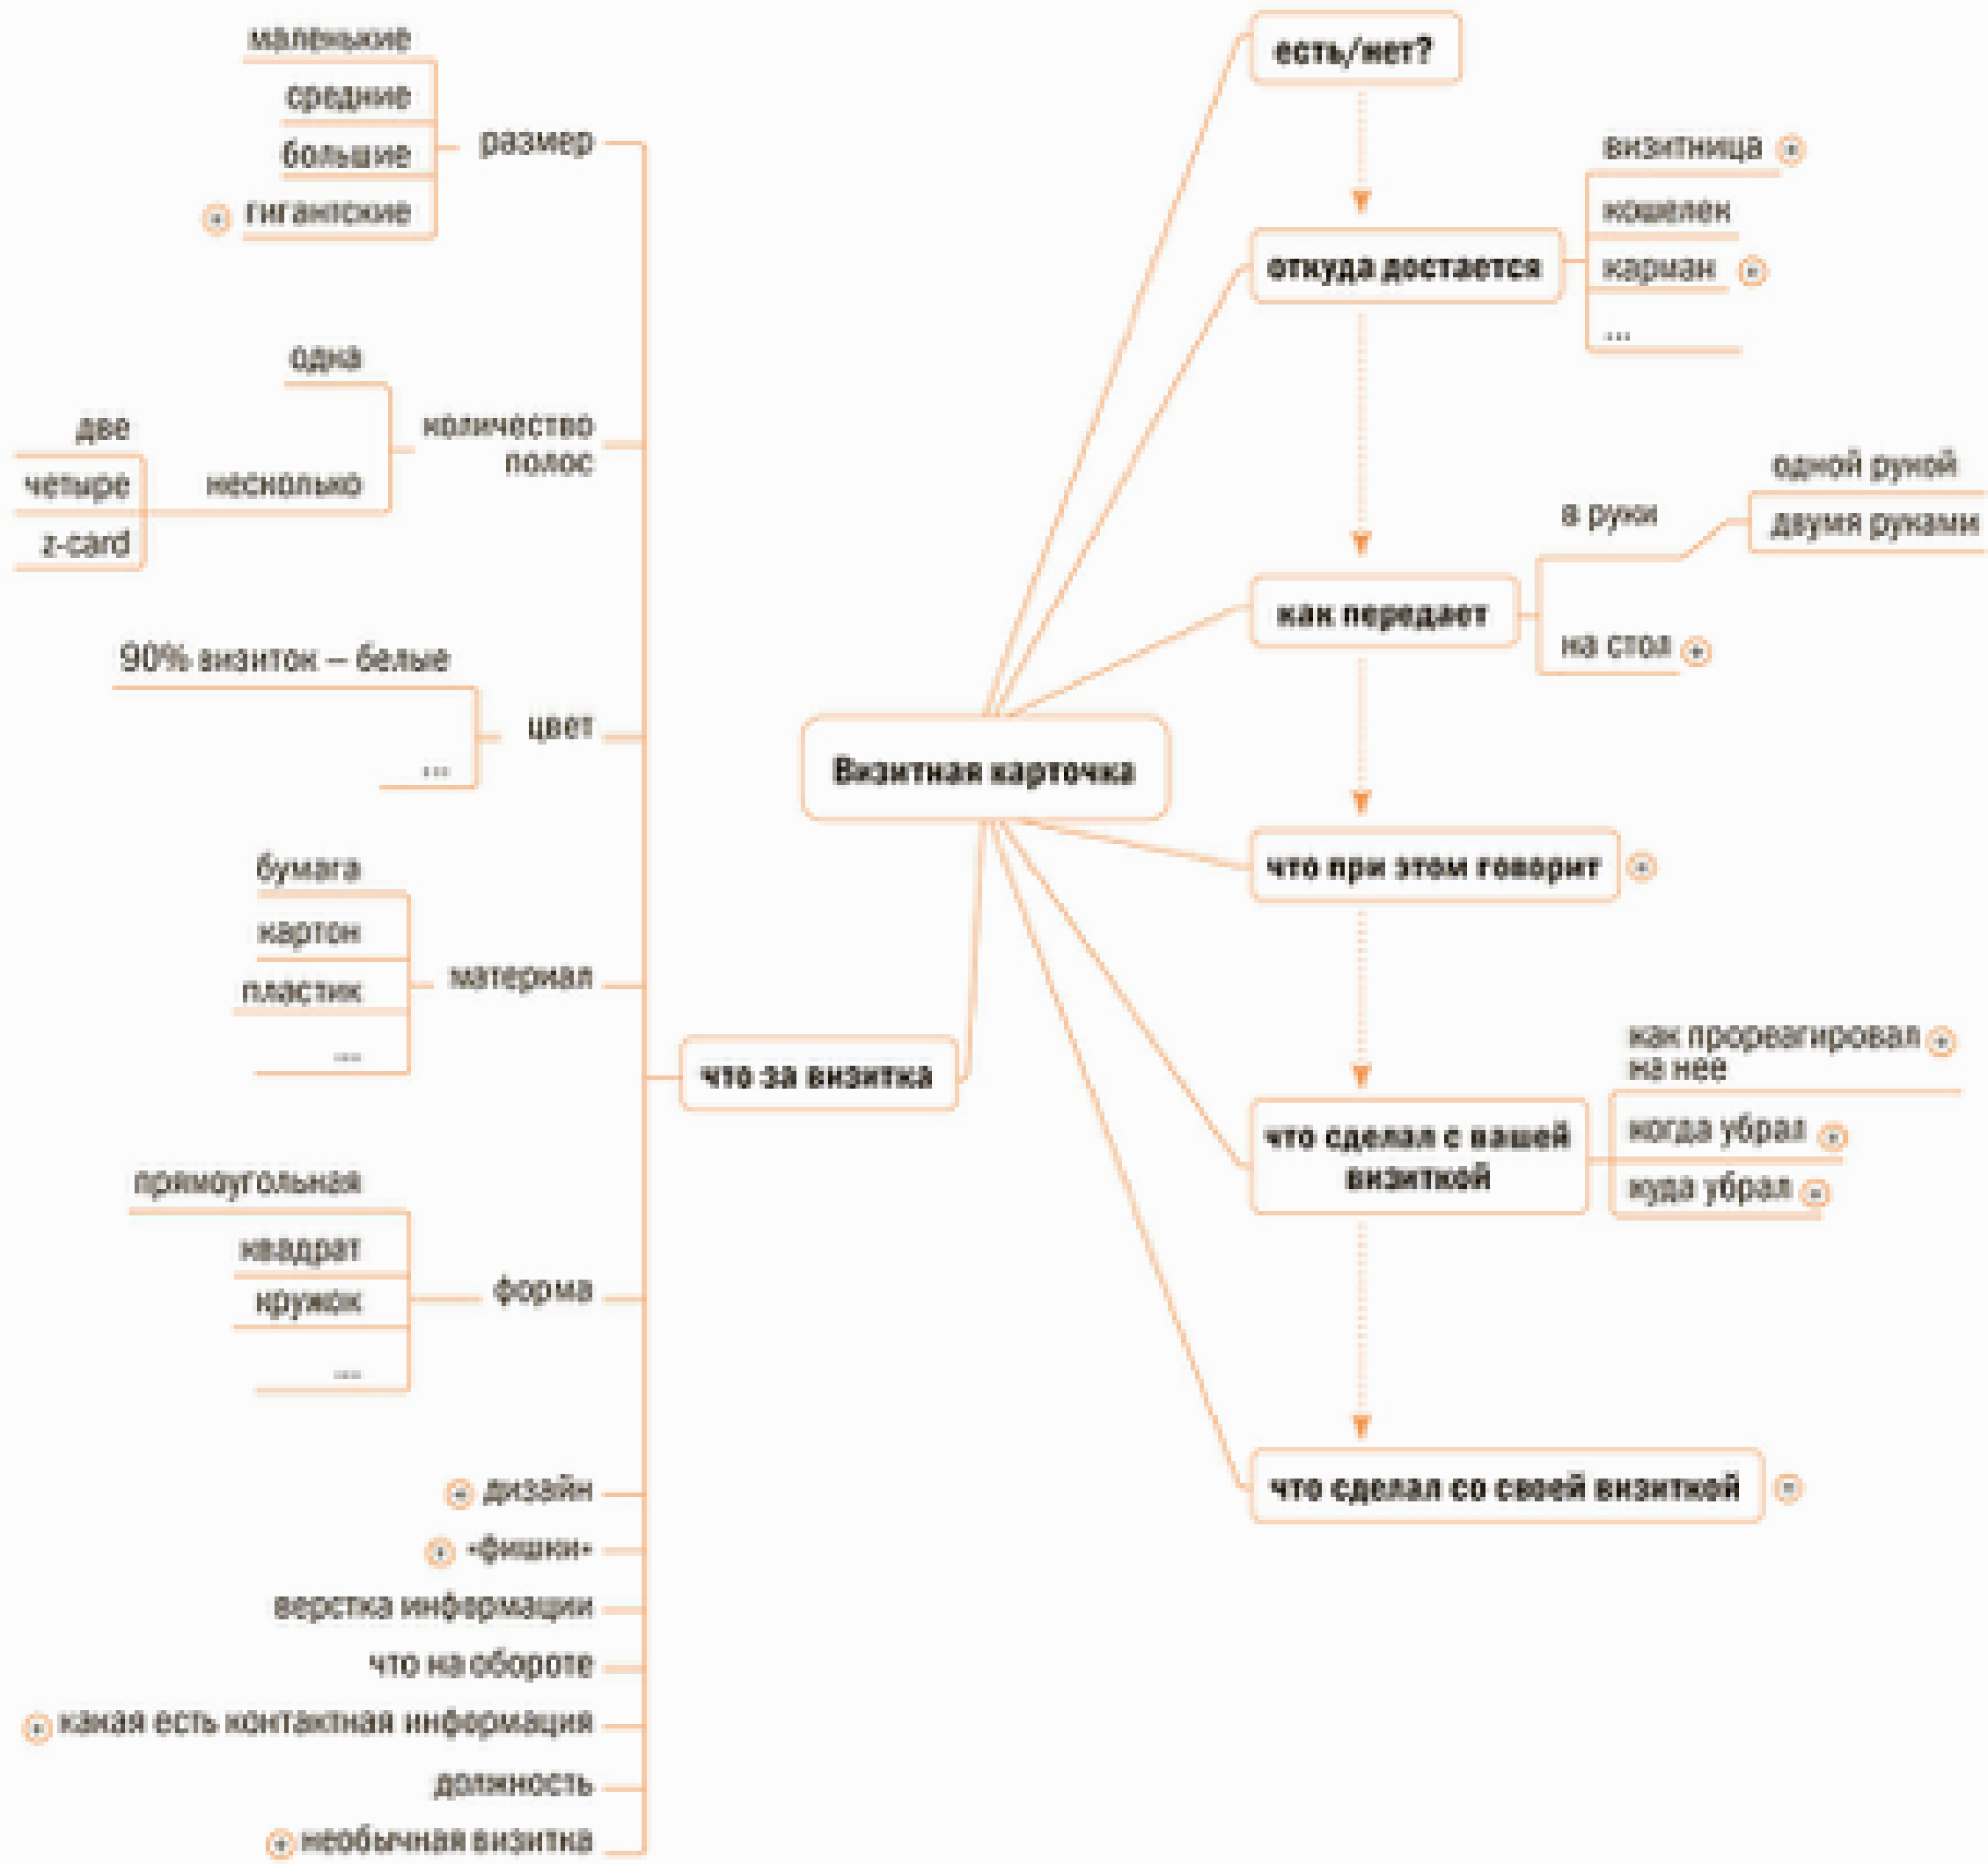 маленькие
средние
большие
гигантские
размер
одна
количество
полос
две
четыре
z-card
несколько
90% визиток – белые
...
цвет
бумага
картон
пластик
...
материал
прямоугольная
квадрат
кружок
...
форма
дизайн
«фишки»
верстка информации
что на обороте
какая есть контактная информация
должность
необычная визитка
что за визитка
Визитная карточка
есть/нет?
откуда достается
визитница
кошелек
карман
...
как передает
в руки
одной рукой
двумя руками
на стол
что при этом говорит
что сделал с вашей
визиткой
как прореагировал
на нее
когда убрал
куда убрал
что сделал со своей визиткой